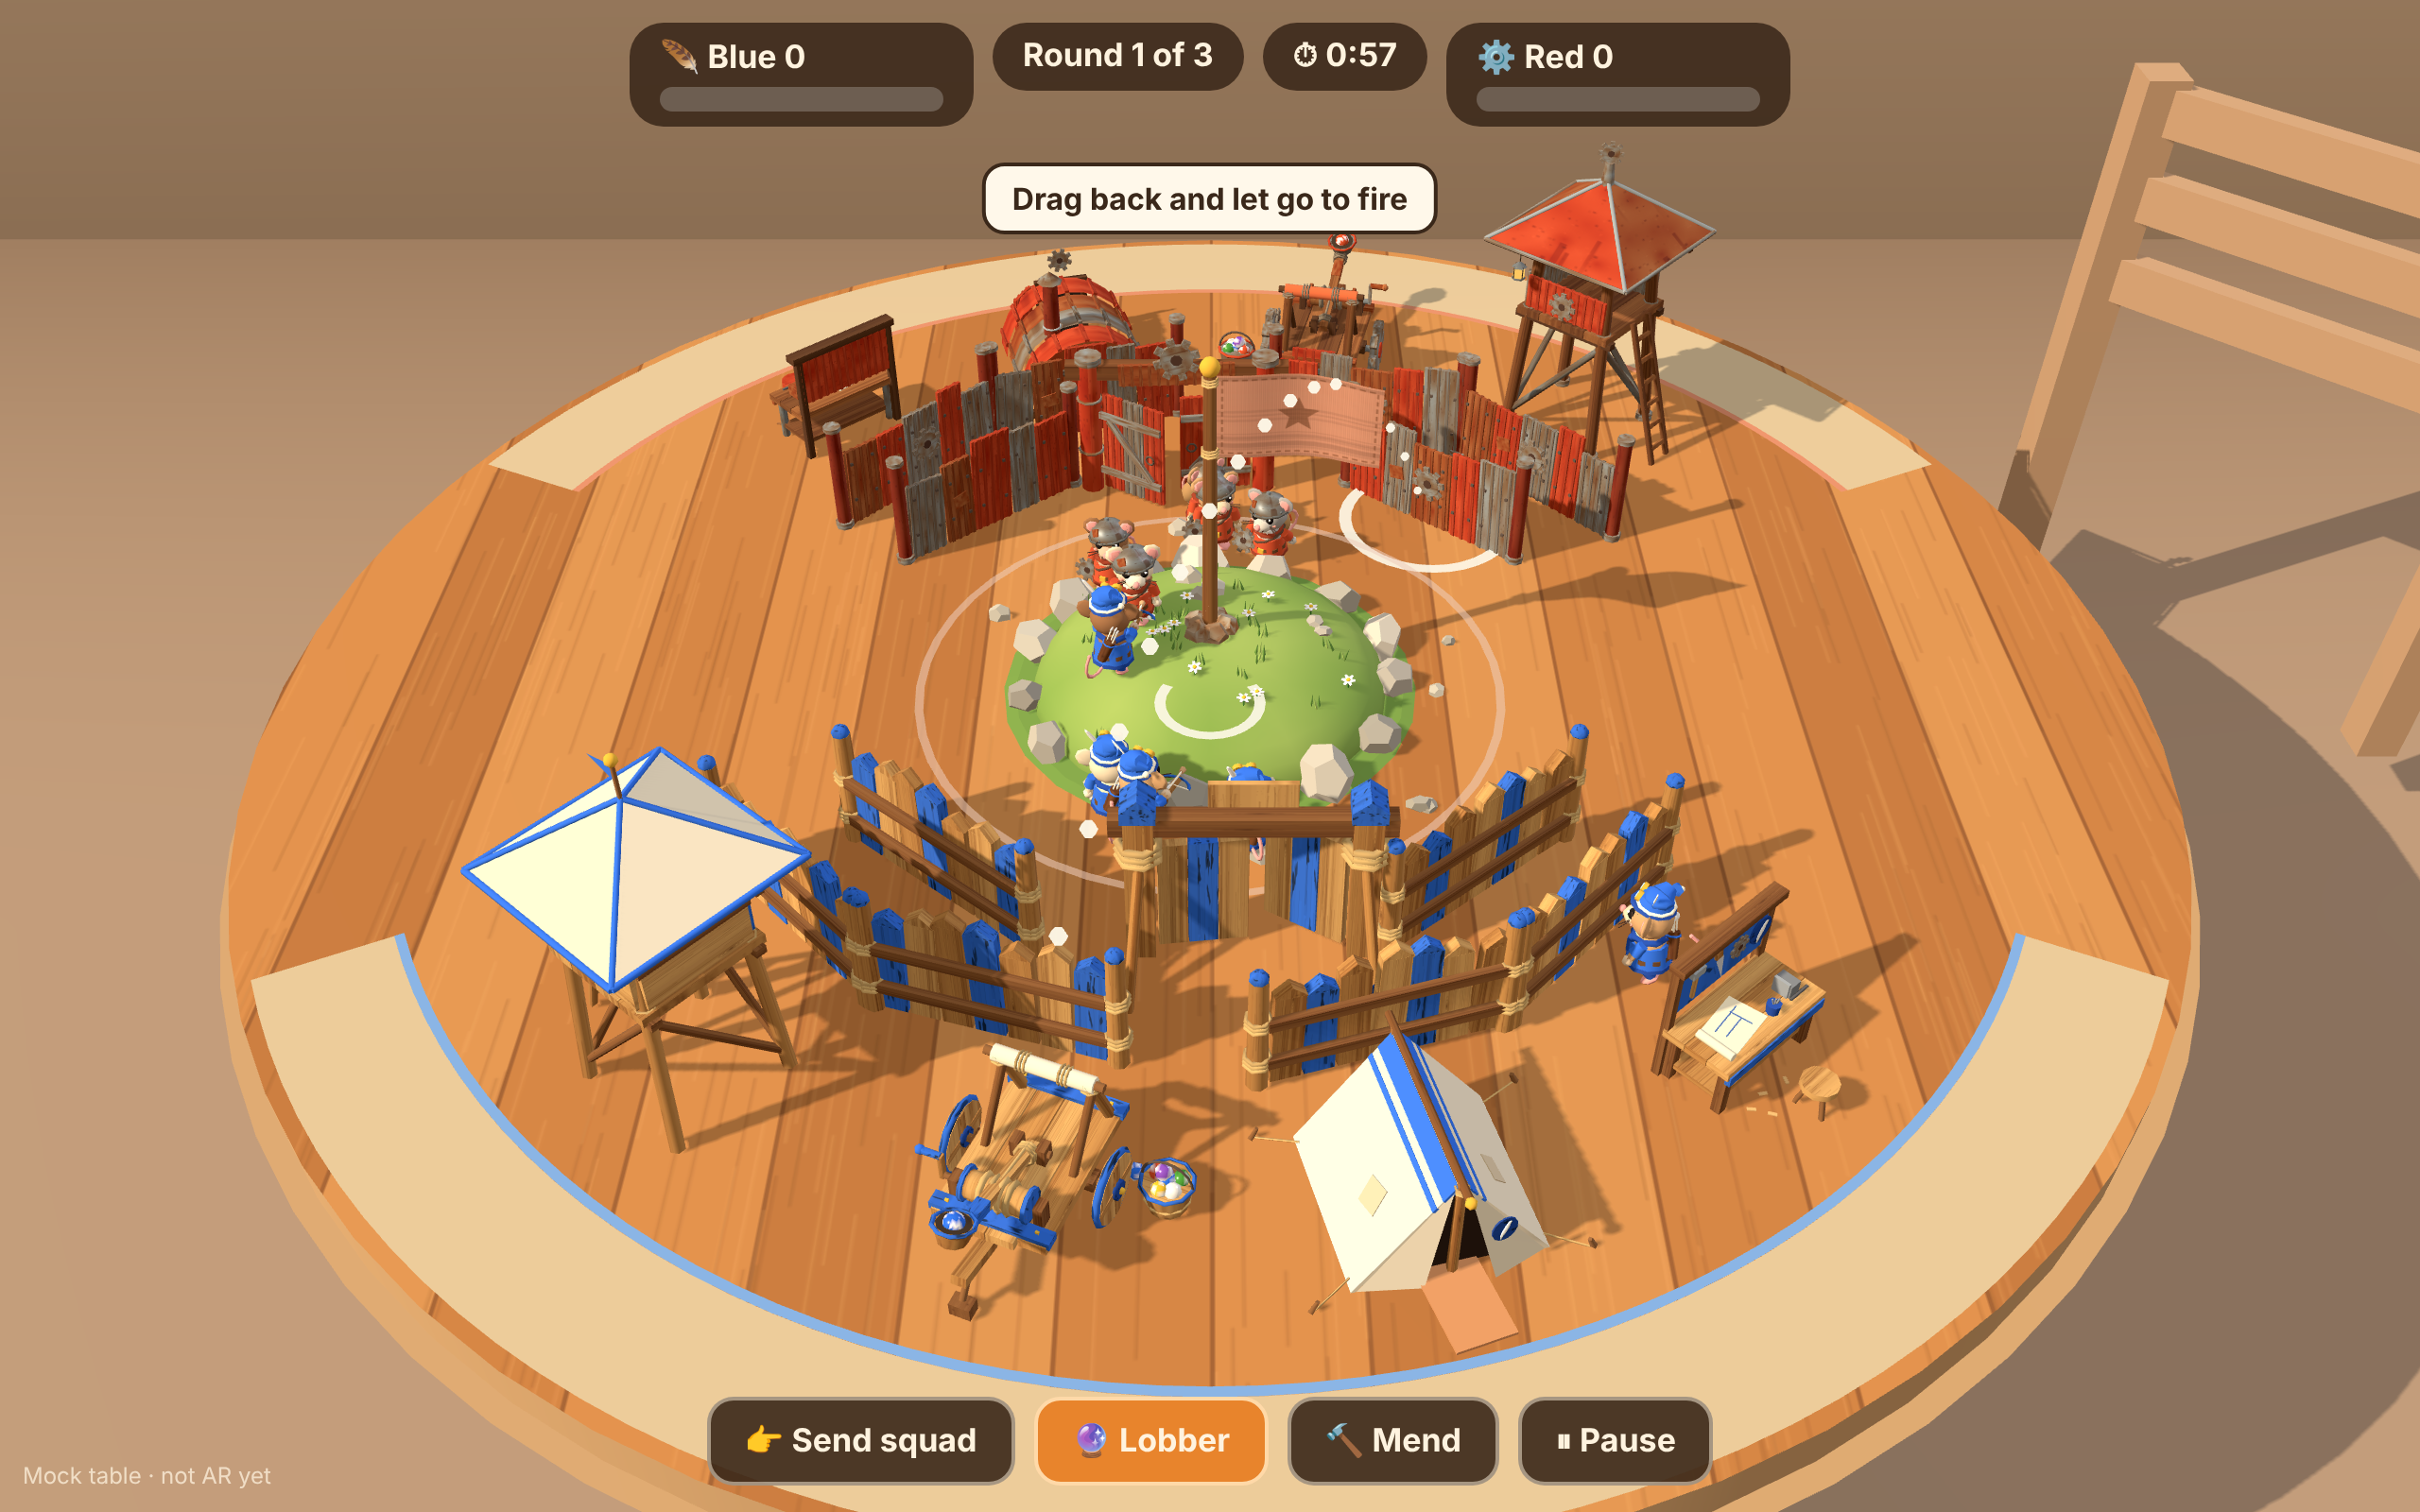 Blue 0
Round 1 of 3
0:57
Red 0
Drag back and let go to fire
Send squad
Lobber
Mend
Pause
Mock table · not AR yet